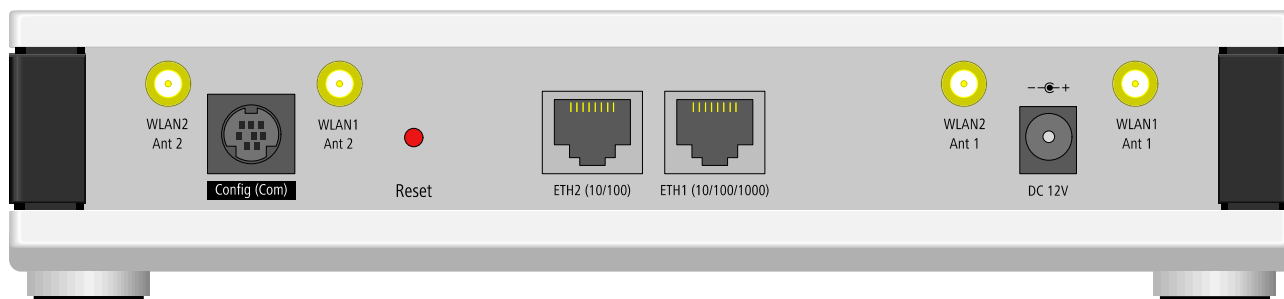 WLAN2
Ant 2
Config (Com)
WLAN1
Ant 2
Reset
ETH2 (10/100)
ETH1 (10/100/1000)
WLAN2
Ant 1
DC 12V
WLAN1
Ant 1